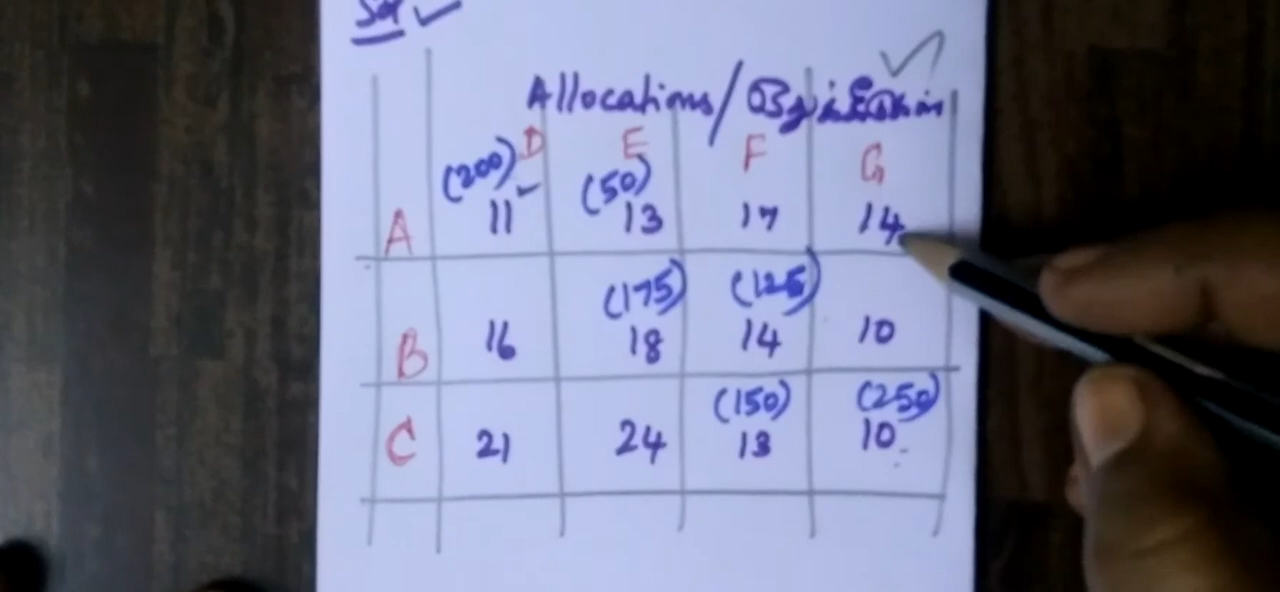 Sol
Allocations/
D E F G
(200) (50)
A 11 13 17 14
(175) (125)
B 16 18 14 10
(150) (250)
C 21 24 13 10